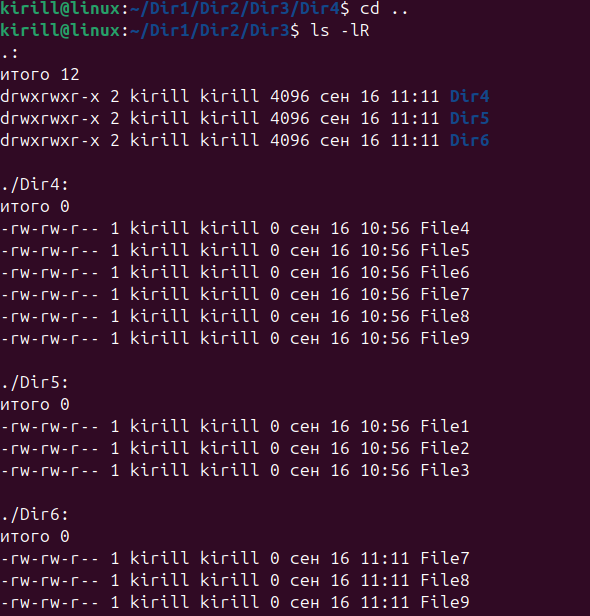 kirill@linux:~/Dir1/Dir2/Dir3/Dir4$ cd ..
kirill@linux:~/Dir1/Dir2/Dir3$ ls -lR
.:
итого 12
drwxrwxr-x 2 kirill kirill 4096 сен 16 11:11 Dir4
drwxrwxr-x 2 kirill kirill 4096 сен 16 11:11 Dir5
drwxrwxr-x 2 kirill kirill 4096 сен 16 11:11 Dir6

./Dir4:
итого 0
-rw-rw-r-- 1 kirill kirill 0 сен 16 10:56 File4
-rw-rw-r-- 1 kirill kirill 0 сен 16 10:56 File5
-rw-rw-r-- 1 kirill kirill 0 сен 16 10:56 File6
-rw-rw-r-- 1 kirill kirill 0 сен 16 10:56 File7
-rw-rw-r-- 1 kirill kirill 0 сен 16 10:56 File8
-rw-rw-r-- 1 kirill kirill 0 сен 16 10:56 File9

./Dir5:
итого 0
-rw-rw-r-- 1 kirill kirill 0 сен 16 10:56 File1
-rw-rw-r-- 1 kirill kirill 0 сен 16 10:56 File2
-rw-rw-r-- 1 kirill kirill 0 сен 16 10:56 File3

./Dir6:
итого 0
-rw-rw-r-- 1 kirill kirill 0 сен 16 11:11 File7
-rw-rw-r-- 1 kirill kirill 0 сен 16 11:11 File8
-rw-rw-r-- 1 kirill kirill 0 сен 16 11:11 File9